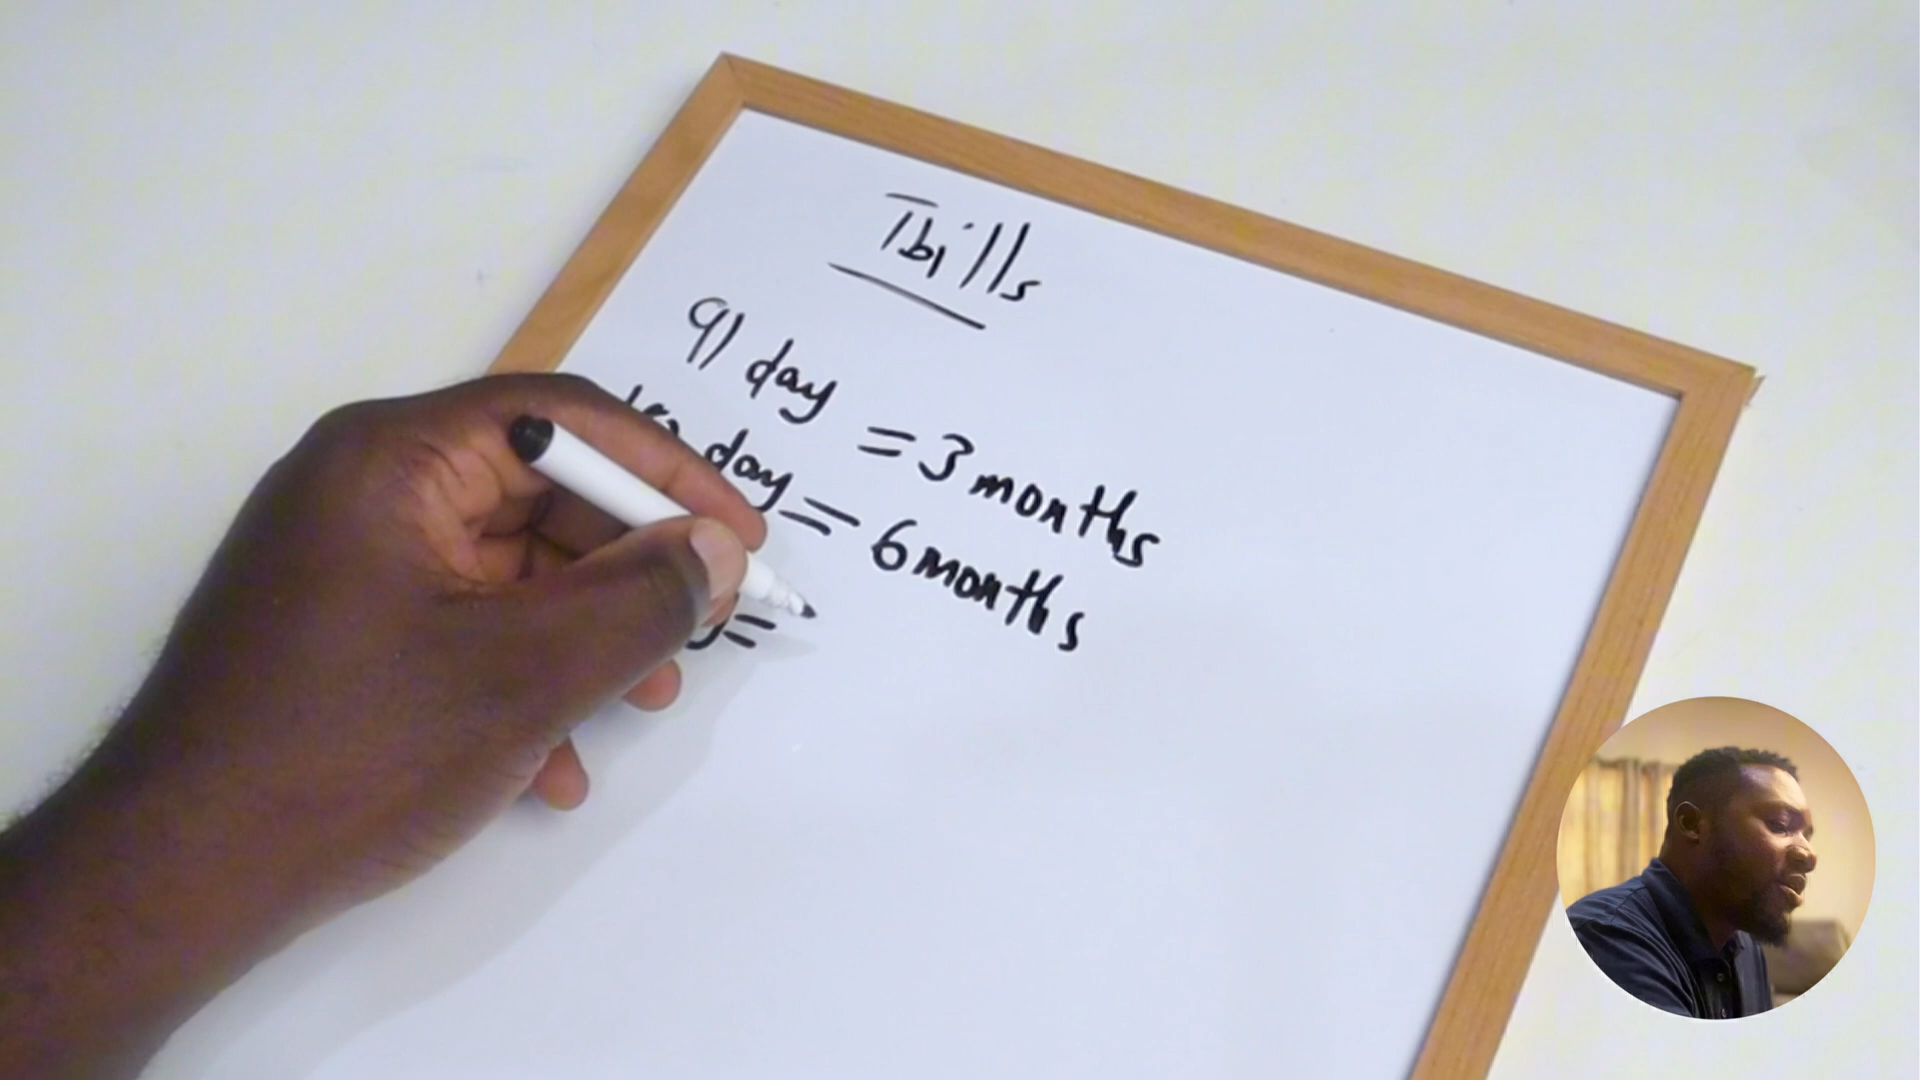 Tbills
91 day = 3 months
day = 6 months
=